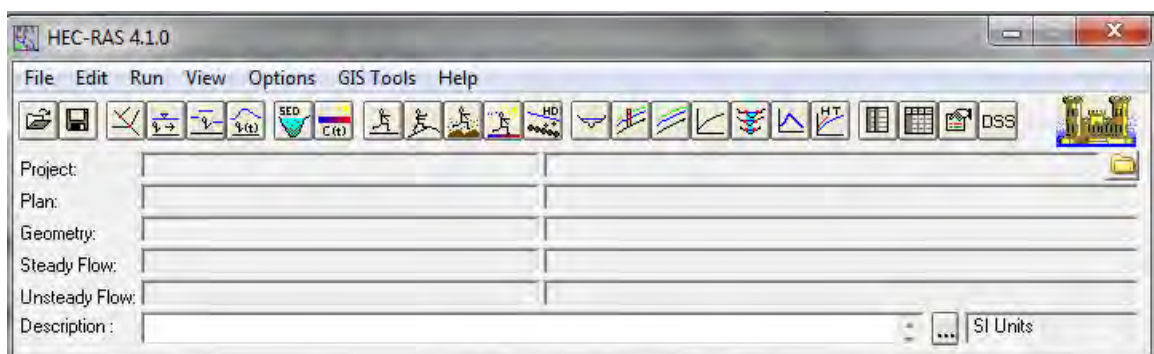 HEC-RAS 4.1.0
File Edit Run View Options GIS Tools Help
SED C(t) HD HT DSS
Project:
Plan:
Geometry:
Steady Flow:
Unsteady Flow:
Description : ... SI Units